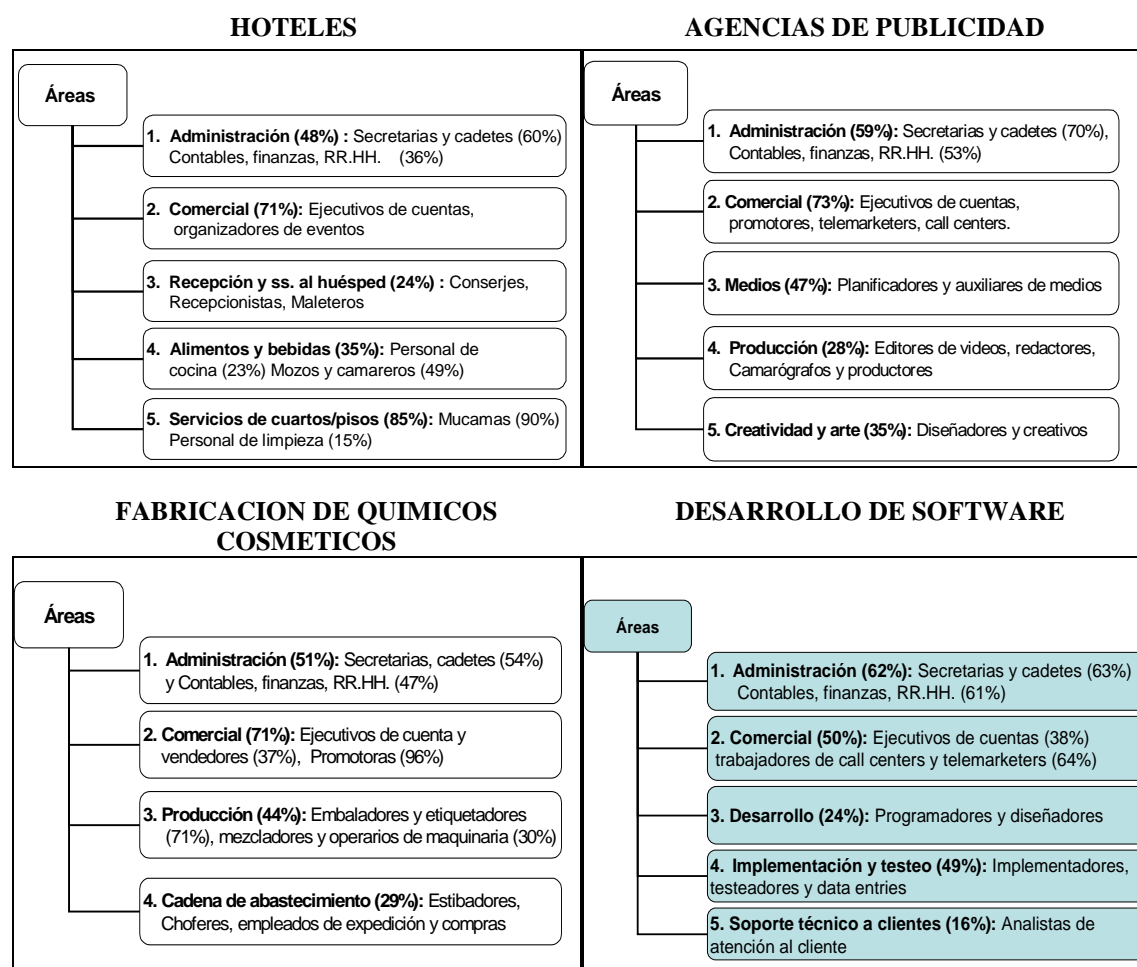 HOTELES
Áreas
1. Administración (48%) : Secretarias y cadetes (60%)
Contables, finanzas, RR.HH. (36%)
2. Comercial (71%): Ejecutivos de cuentas,
organizadores de eventos
3. Recepción y ss. al huésped (24%) : Conserjes,
Recepcionistas, Maleteros
4. Alimentos y bebidas (35%): Personal de
cocina (23%) Mozos y camareros (49%)
5. Servicios de cuartos/pisos (85%): Mucamas (90%)
Personal de limpieza (15%)
AGENCIAS DE PUBLICIDAD
Áreas
1. Administración (59%): Secretarias y cadetes (70%),
Contables, finanzas, RR.HH. (53%)
2. Comercial (73%): Ejecutivos de cuentas,
promotores, telemarketers, call centers.
3. Medios (47%): Planificadores y auxiliares de medios
4. Producción (28%): Editores de videos, redactores,
Camarógrafos y productores
5. Creatividad y arte (35%): Diseñadores y creativos
FABRICACION DE QUIMICOS
COSMETICOS
Áreas
1. Administración (51%): Secretarias, cadetes (54%)
y Contables, finanzas, RR.HH. (47%)
2. Comercial (71%): Ejecutivos de cuenta y
vendedores (37%), Promotoras (96%)
3. Producción (44%): Embaladores y etiquetadores
(71%), mezcladores y operarios de maquinaria (30%)
4. Cadena de abastecimiento (29%): Estibadores,
Choferes, empleados de expedición y compras
DESARROLLO DE SOFTWARE
Áreas
1. Administración (62%): Secretarias y cadetes (63%)
Contables, finanzas, RR.HH. (61%)
2. Comercial (50%): Ejecutivos de cuentas (38%)
trabajadores de call centers y telemarketers (64%)
3. Desarrollo (24%): Programadores y diseñadores
4. Implementación y testeo (49%): Implementadores,
testeadores y data entries
5. Soporte técnico a clientes (16%): Analistas de
atención al cliente